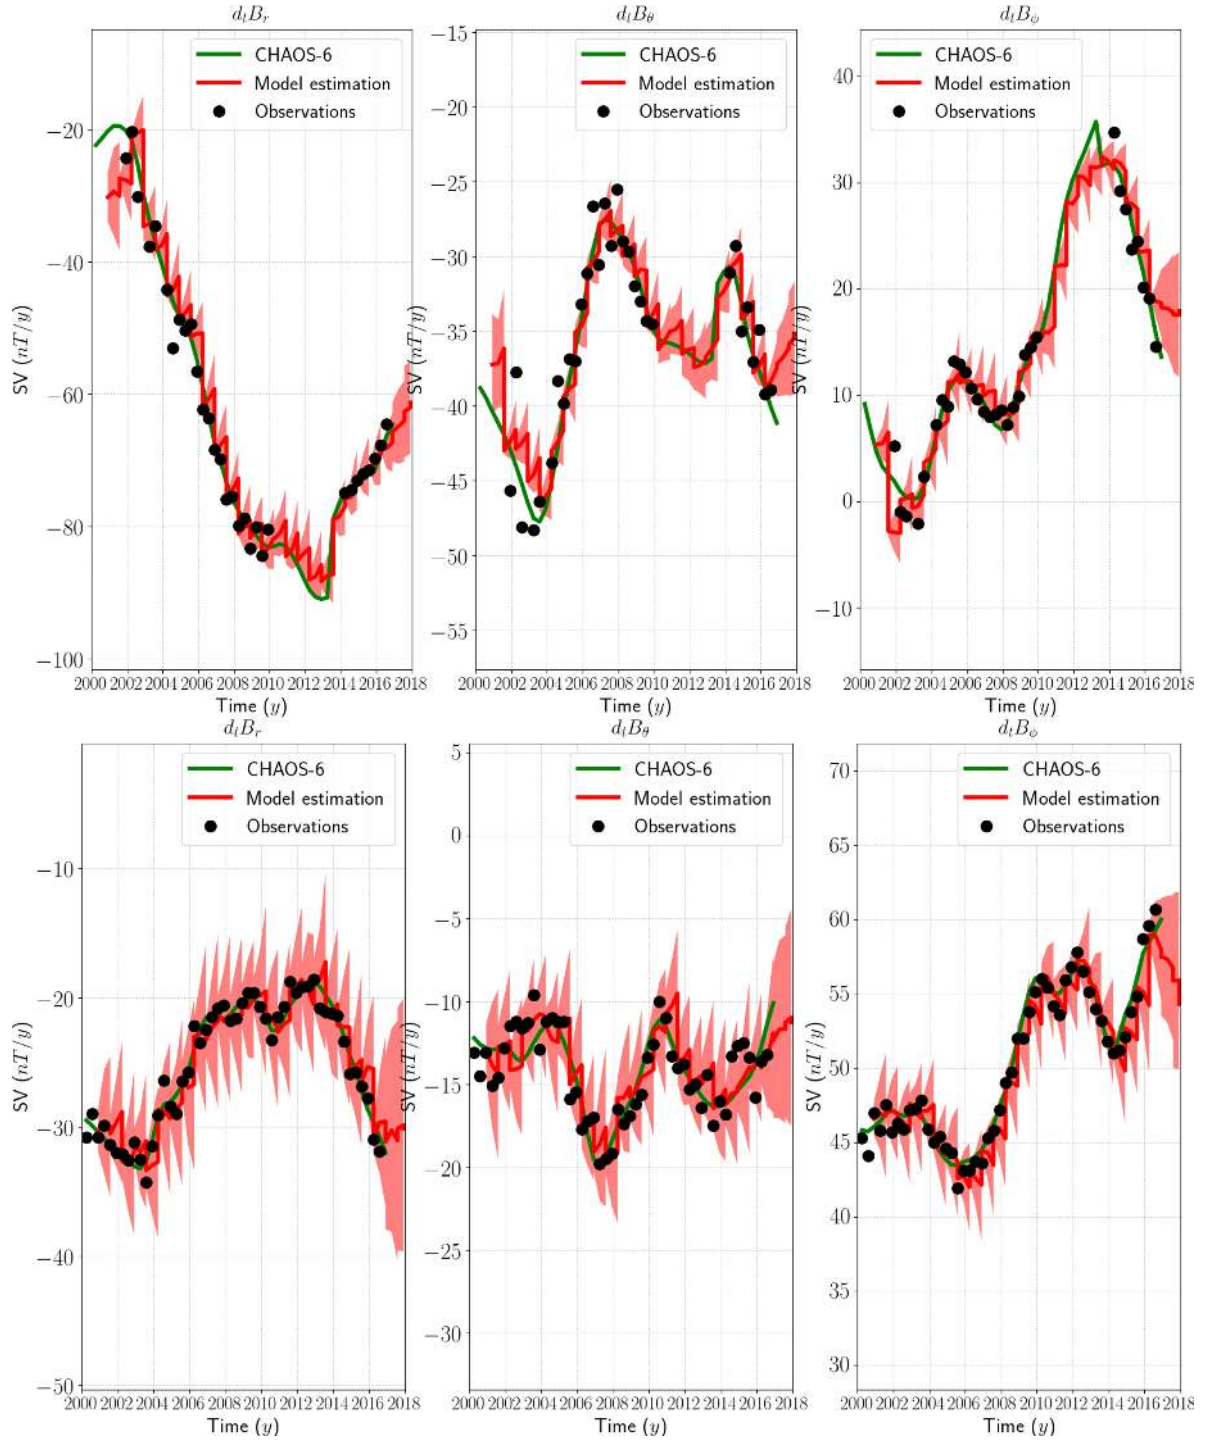 d_tB_r d_tB_θ d_tB_ϕ
CHAOS-6
Model estimation
Observations
CHAOS-6
Model estimation
Observations
CHAOS-6
Model estimation
Observations
SV (nT/y)
−20
−40
−60
−80
−100
2000 2002 2004 2006 2008 2010 2012 2014 2016 2018
Time (y)
SV (nT/y)
−15
−20
−25
−30
−35
−40
−45
−50
−55
2000 2002 2004 2006 2008 2010 2012 2014 2016 2018
Time (y)
SV (nT/y)
40
30
20
10
0
−10
2000 2002 2004 2006 2008 2010 2012 2014 2016 2018
Time (y)
d_tB_r d_tB_θ d_tB_ϕ
CHAOS-6
Model estimation
Observations
CHAOS-6
Model estimation
Observations
CHAOS-6
Model estimation
Observations
SV (nT/y)
−10
−20
−30
−40
−50
2000 2002 2004 2006 2008 2010 2012 2014 2016 2018
Time (y)
SV (nT/y)
5
0
−5
−10
−15
−20
−25
−30
2000 2002 2004 2006 2008 2010 2012 2014 2016 2018
Time (y)
SV (nT/y)
70
65
60
55
50
45
40
35
30
2000 2002 2004 2006 2008 2010 2012 2014 2016 2018
Time (y)